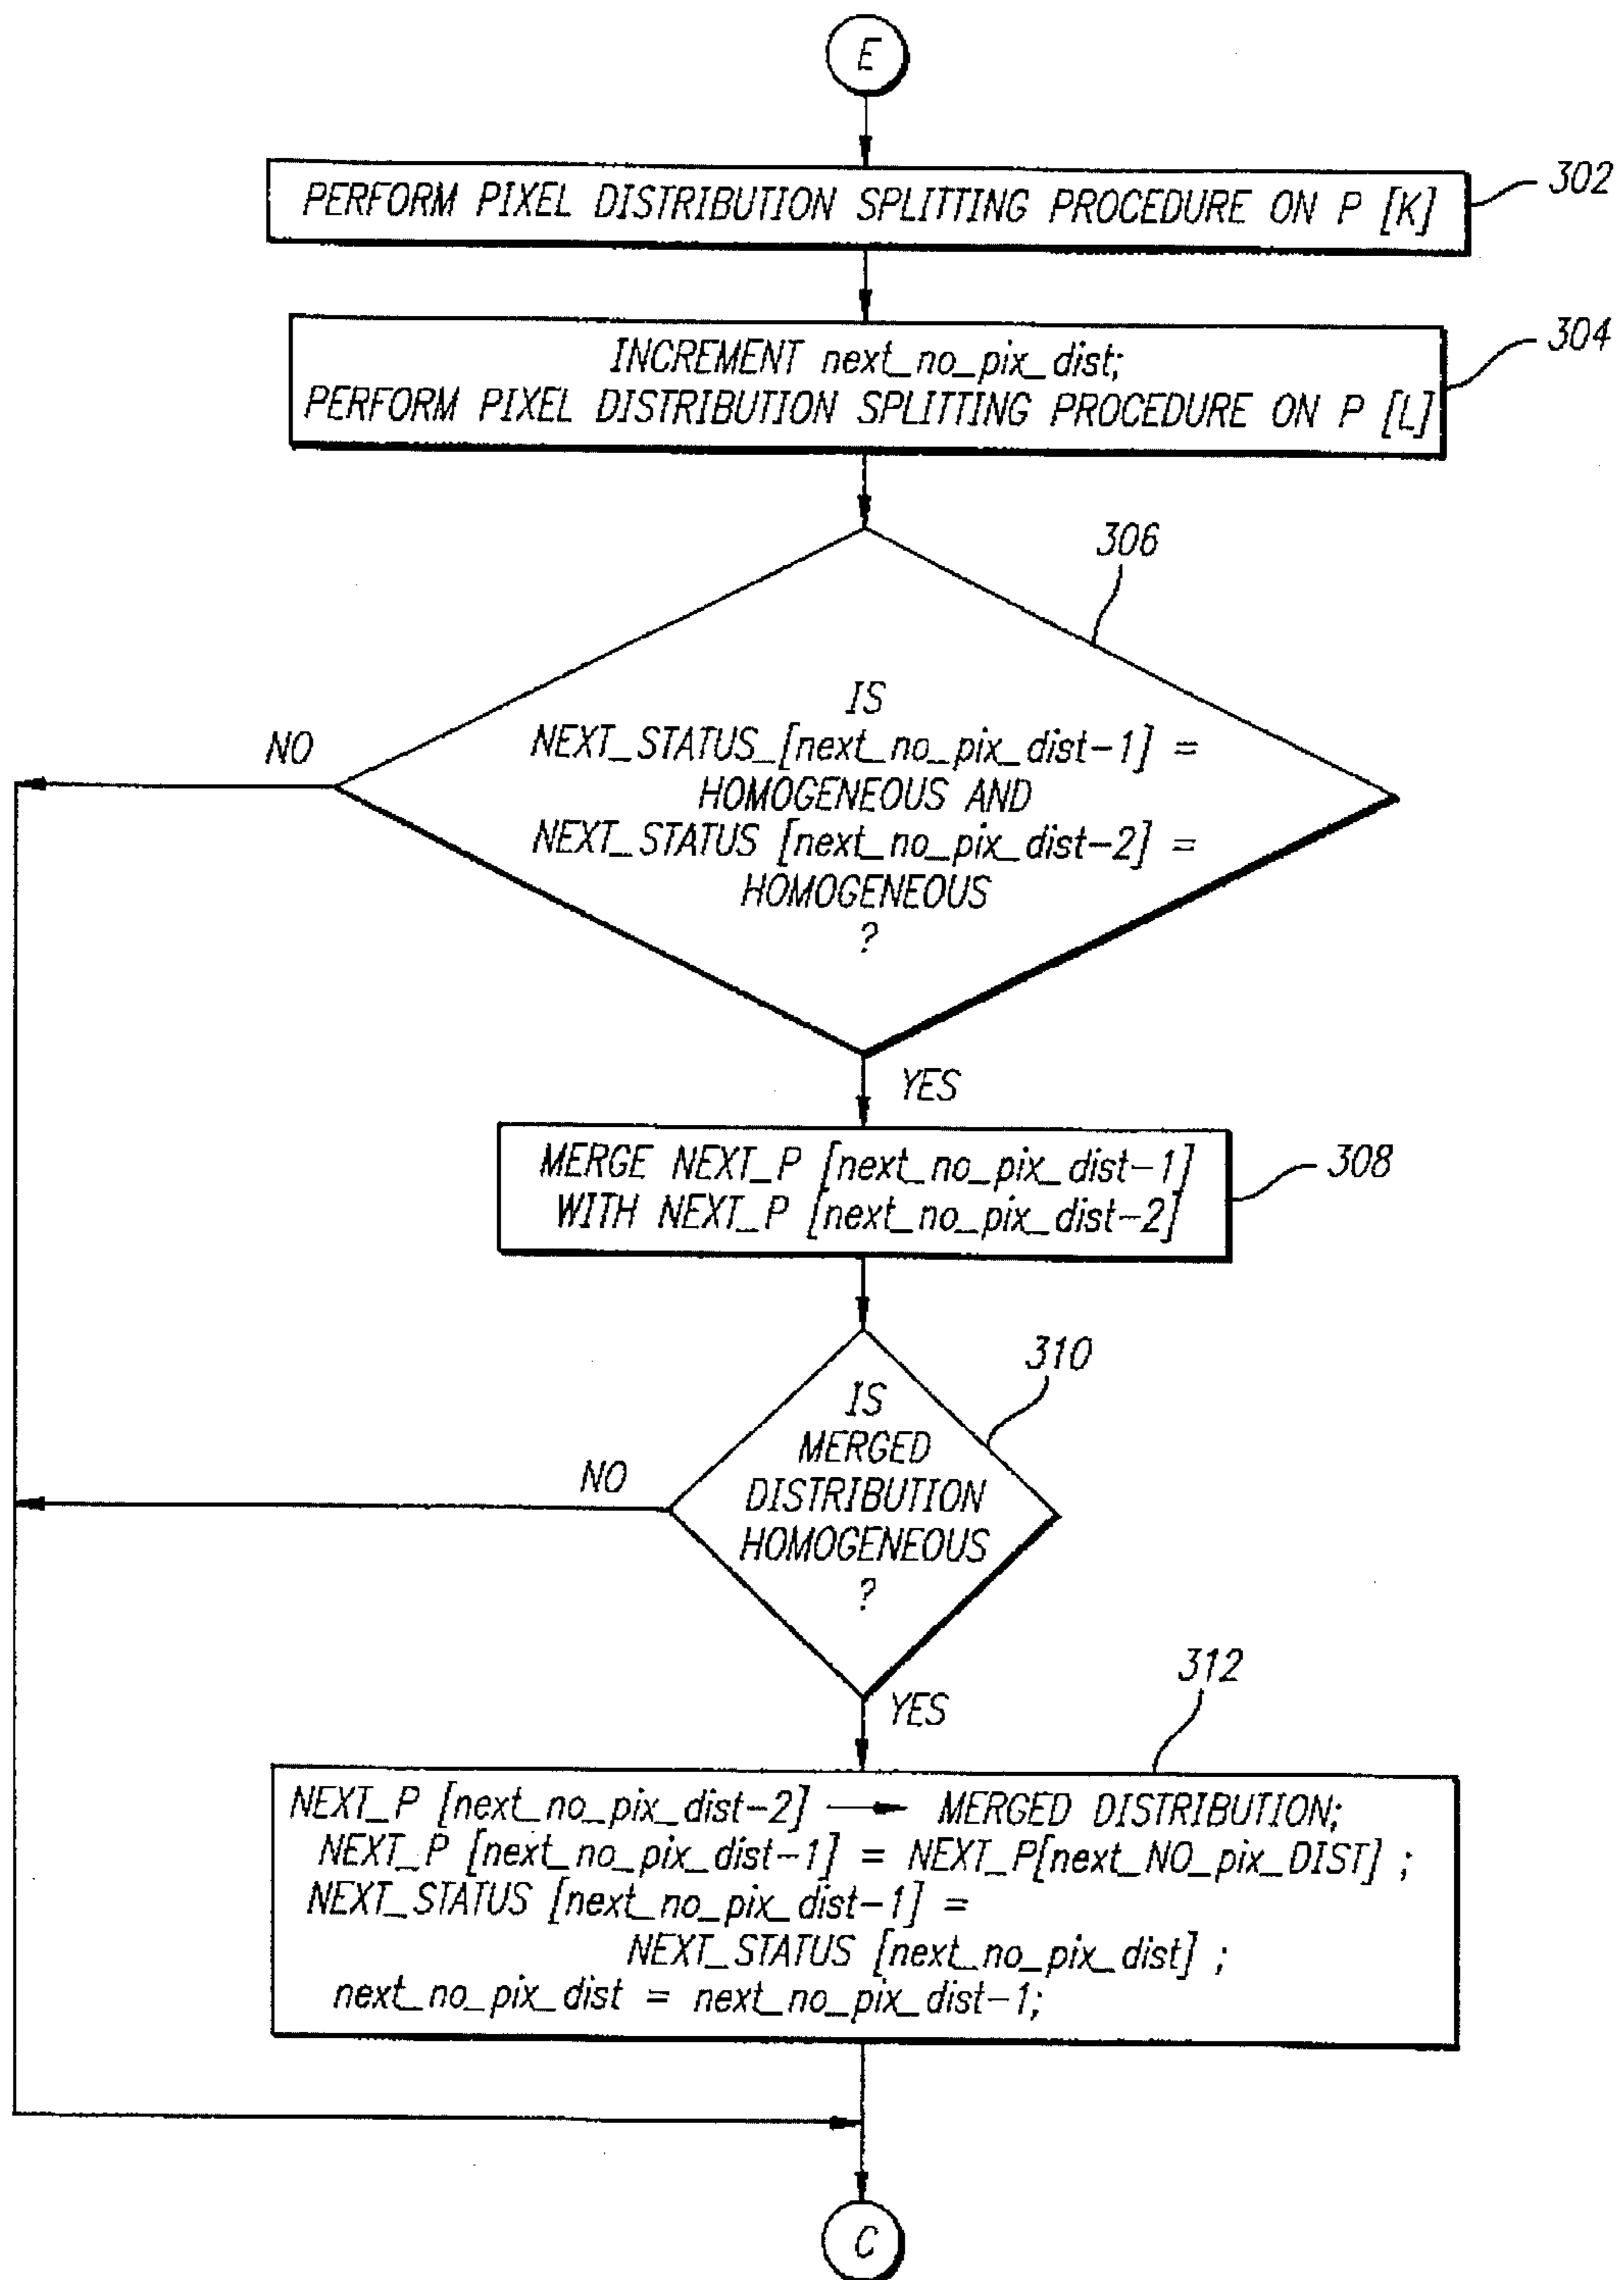 E
PERFORM PIXEL DISTRIBUTION SPLITTING PROCEDURE ON P [K]
302
INCREMENT next_no_pix_dist;
PERFORM PIXEL DISTRIBUTION SPLITTING PROCEDURE ON P [L]
304
306
IS
NEXT_STATUS_[next_no_pix_dist-1] =
HOMOGENEOUS AND
NEXT_STATUS [next_no_pix_dist-2] =
HOMOGENEOUS
?
NO
YES
MERGE NEXT_P [next_no_pix_dist-1]
WITH NEXT_P [next_no_pix_dist-2]
308
310
IS
MERGED
DISTRIBUTION
HOMOGENEOUS
?
NO
YES
312
NEXT_P [next_no_pix_dist-2] → MERGED DISTRIBUTION;
NEXT_P [next_no_pix_dist-1] = NEXT_P[next_NO_pix_DIST] ;
NEXT_STATUS [next_no_pix_dist-1] =
NEXT_STATUS [next_no_pix_dist] ;
next_no_pix_dist = next_no_pix_dist-1;
C